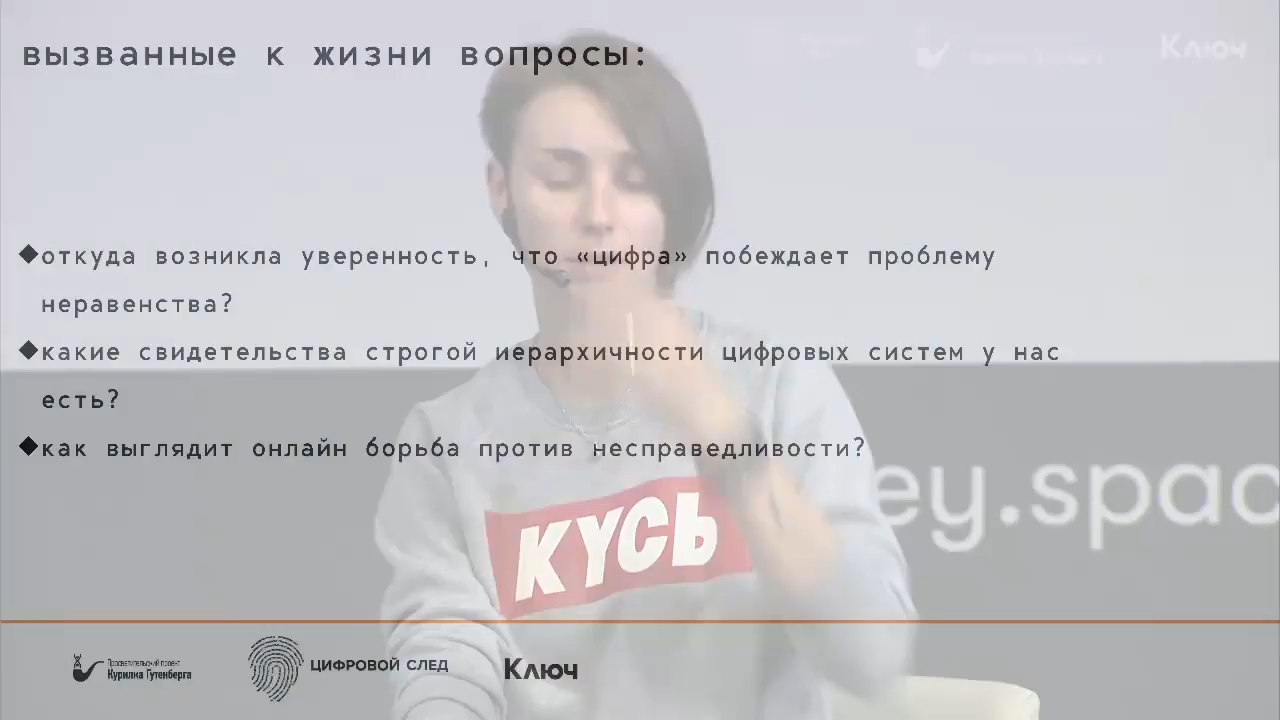 вызванные к жизни вопросы:
Ключ
◆откуда возникла уверенность, что «цифра» побеждает проблему
неравенства?
◆какие свидетельства строгой иерархичности цифровых систем у нас
есть?
◆как выглядит онлайн борьба против несправедливости?
ey.spac
КУСЬ
Просветительский проект
Курилка Гутенберга
ЦИФРОВОЙ СЛЕД
Ключ